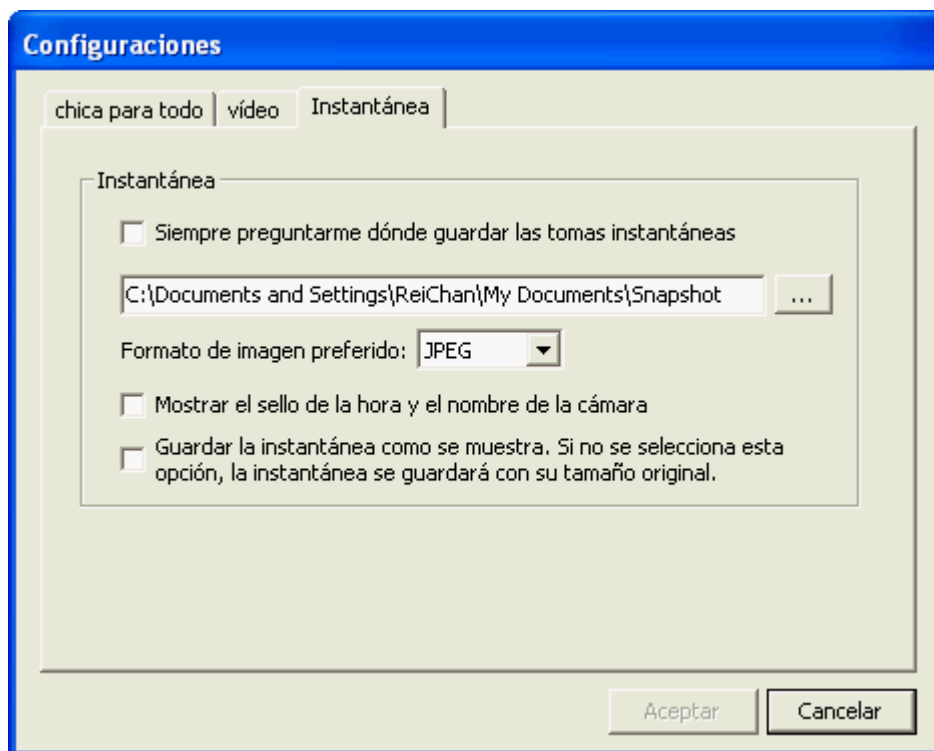 Configuraciones
chica para todo
vídeo
Instantánea
Instantánea
Siempre preguntarme dónde guardar las tomas instantáneas
C:\Documents and Settings\ReiChan\My Documents\Snapshot
...
Formato de imagen preferido: JPEG
Mostrar el sello de la hora y el nombre de la cámara
Guardar la instantánea como se muestra. Si no se selecciona esta
opción, la instantánea se guardará con su tamaño original.
Aceptar
Cancelar